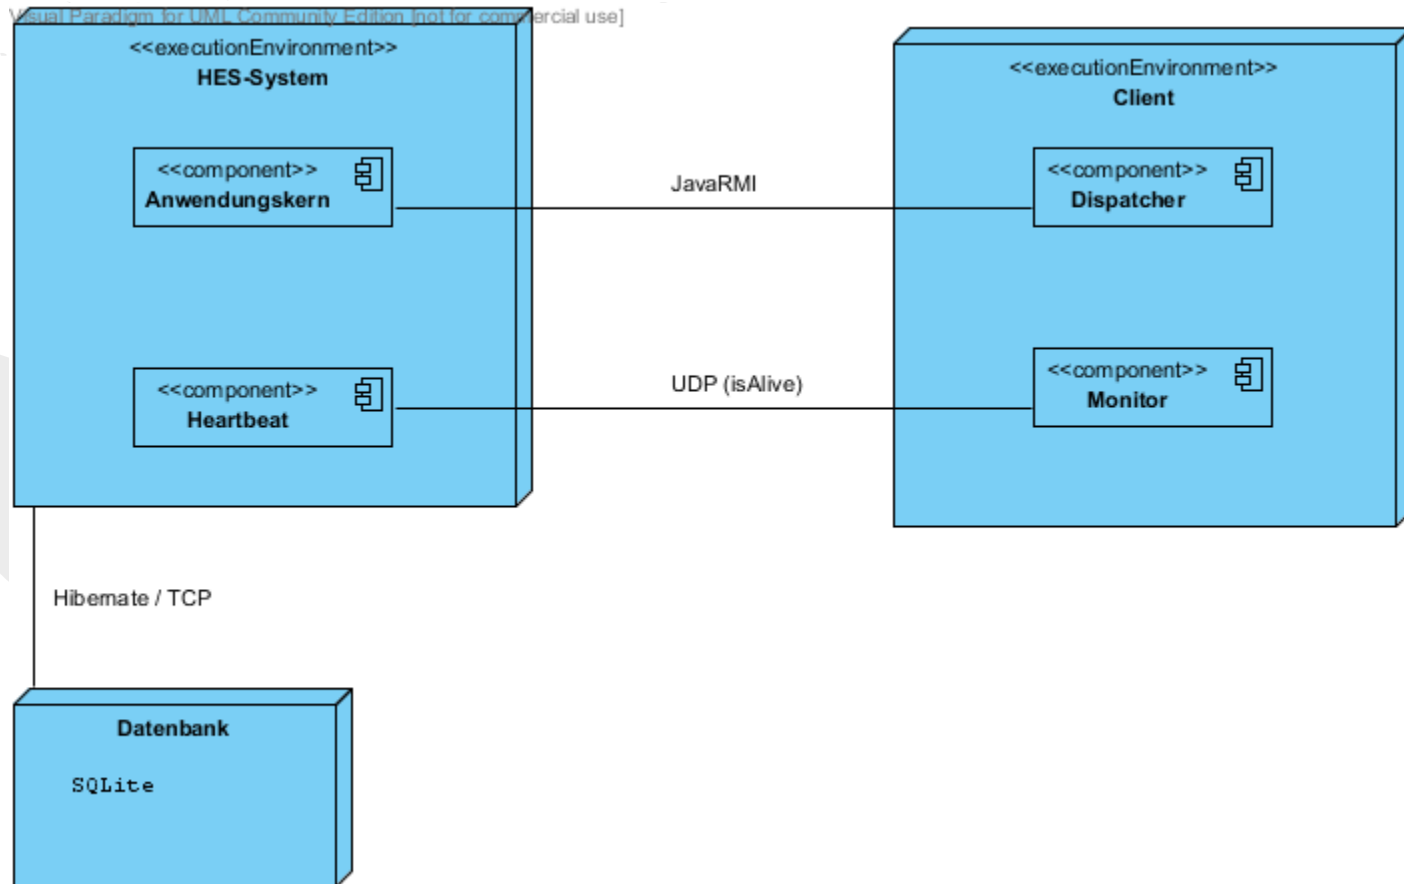 Visual Paradigm for UML Community Edition [not for commercial use]
<<executionEnvironment>>
HES-System
<<component>>
Anwendungskern
<<component>>
Heartbeat
JavaRMI
UDP (isAlive)
<<executionEnvironment>>
Client
<<component>>
Dispatcher
<<component>>
Monitor
Hibernate / TCP
Datenbank
SQLite